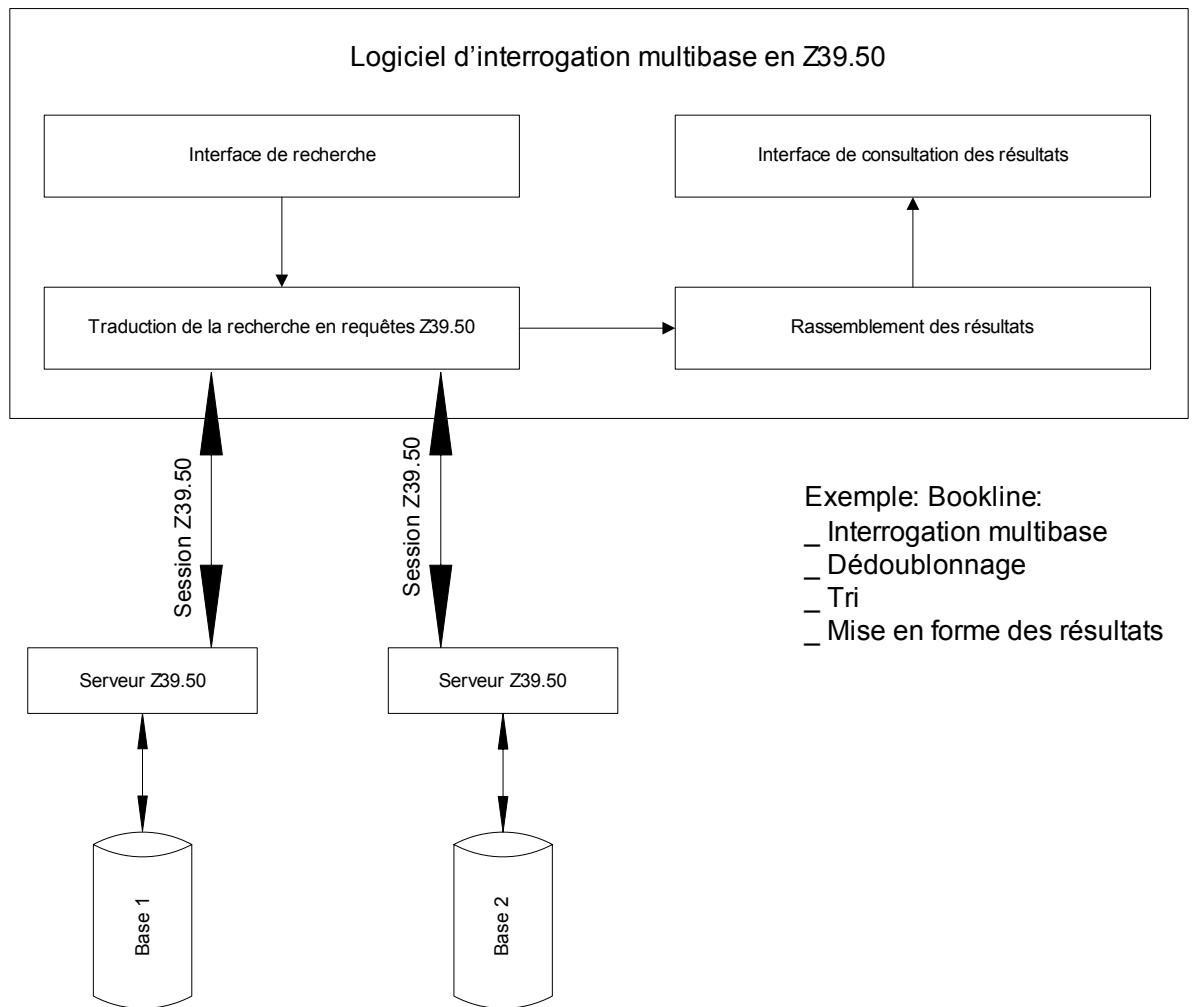 Logiciel d’interrogation multibase en Z39.50
Interface de recherche
Interface de consultation des résultats
Traduction de la recherche en requêtes Z39.50
Rassemblement des résultats
Session Z39.50
Session Z39.50
Exemple: Bookline:
_ Interrogation multibase
_ Dédoublonnage
_ Tri
_ Mise en forme des résultats
Serveur Z39.50
Serveur Z39.50
Base 1
Base 2